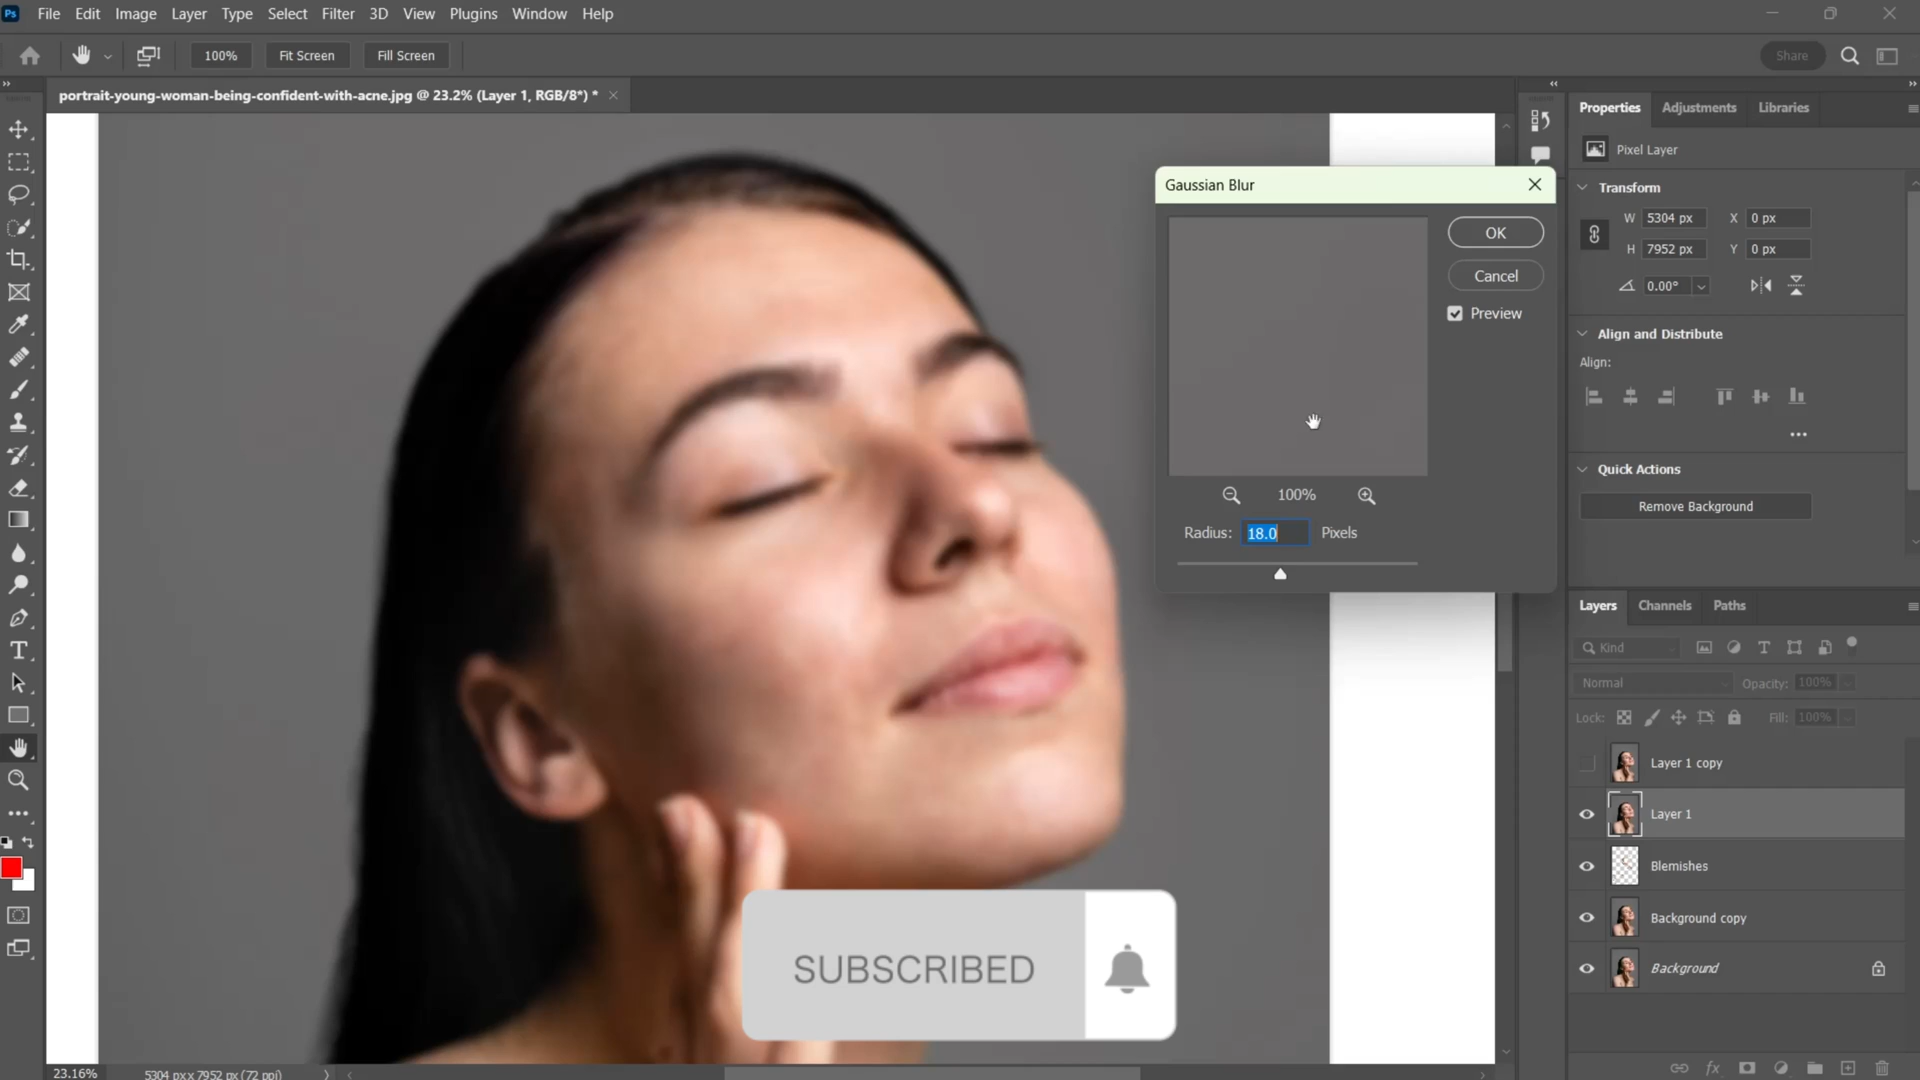 Ps File Edit Image Layer Type Select Filter 3D View Plugins Window Help
100% Fit Screen Fill Screen Share
portrait-young-woman-being-confident-with-acne.jpg @ 23.2% (Layer 1, RGB/8*) *
Properties Adjustments Libraries
Pixel Layer
Transform
W 5304 px X 0 px
H 7952 px Y 0 px
0.00°
Align and Distribute
Align:
Quick Actions
Remove Background
Gaussian Blur
OK
Cancel
Preview
100%
Radius: 18.0 Pixels
Layers Channels Paths
Kind
Normal Opacity: 100%
Lock: Fill: 100%
Layer 1 copy
Layer 1
Blemishes
Background copy
Background
SUBSCRIBED
23.16% 5304 px x 7952 px (72 ppi)